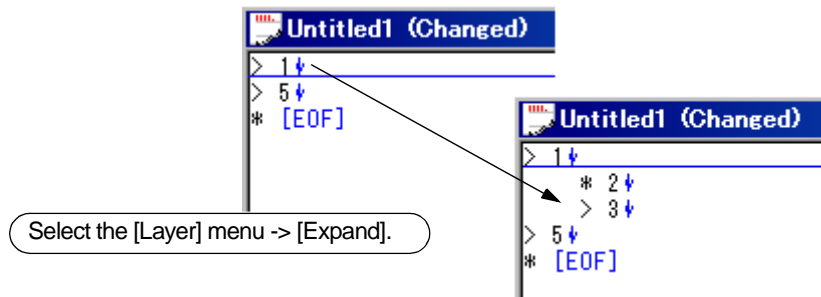 Untitled1 (Changed)
> 1
> 5
* [EOF]
Select the [Layer] menu -> [Expand].
Untitled1 (Changed)
> 1
* 2
> 3
> 5
* [EOF]